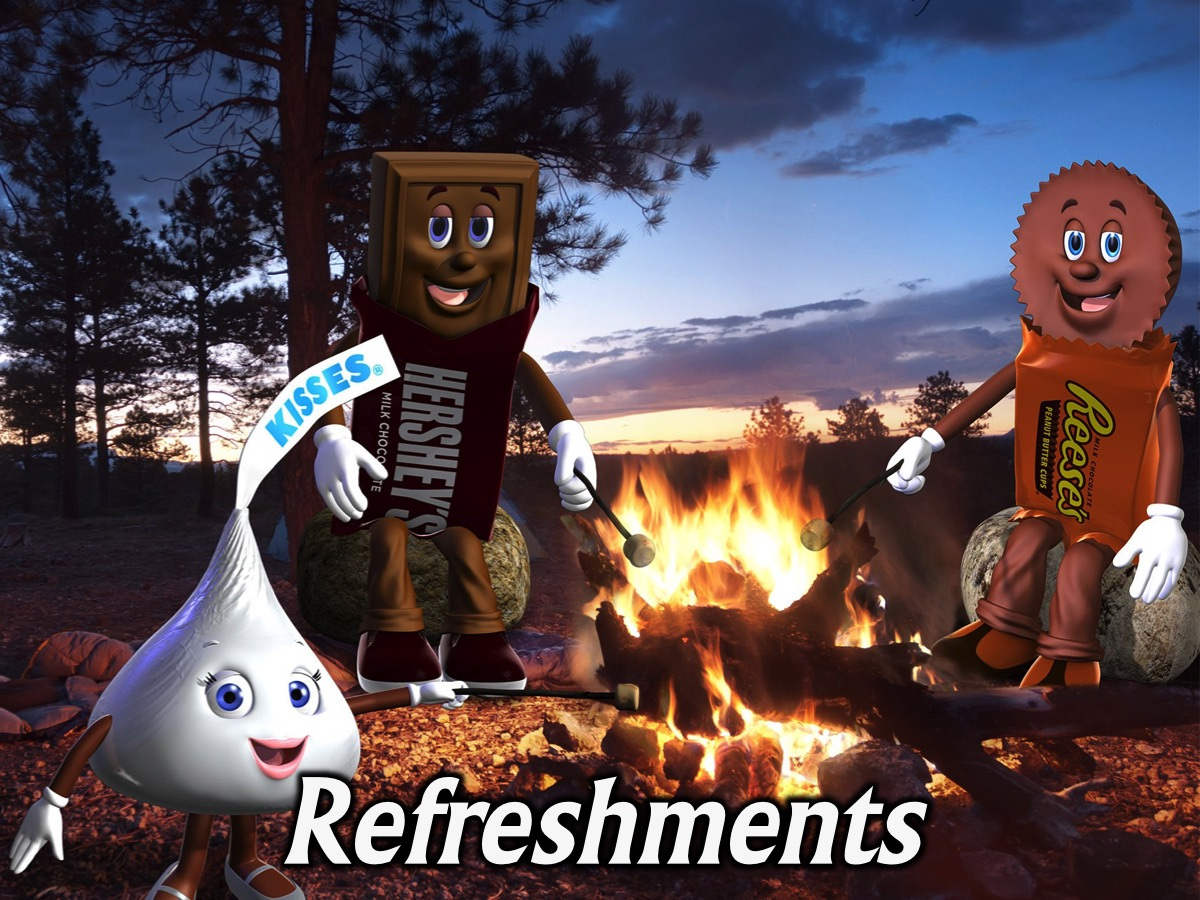 KISSES®
HERSHEY'S
MILK CHOCOLATE
Reese's
MILK CHOCOLATE
PEANUT BUTTER CUPS
Refreshments